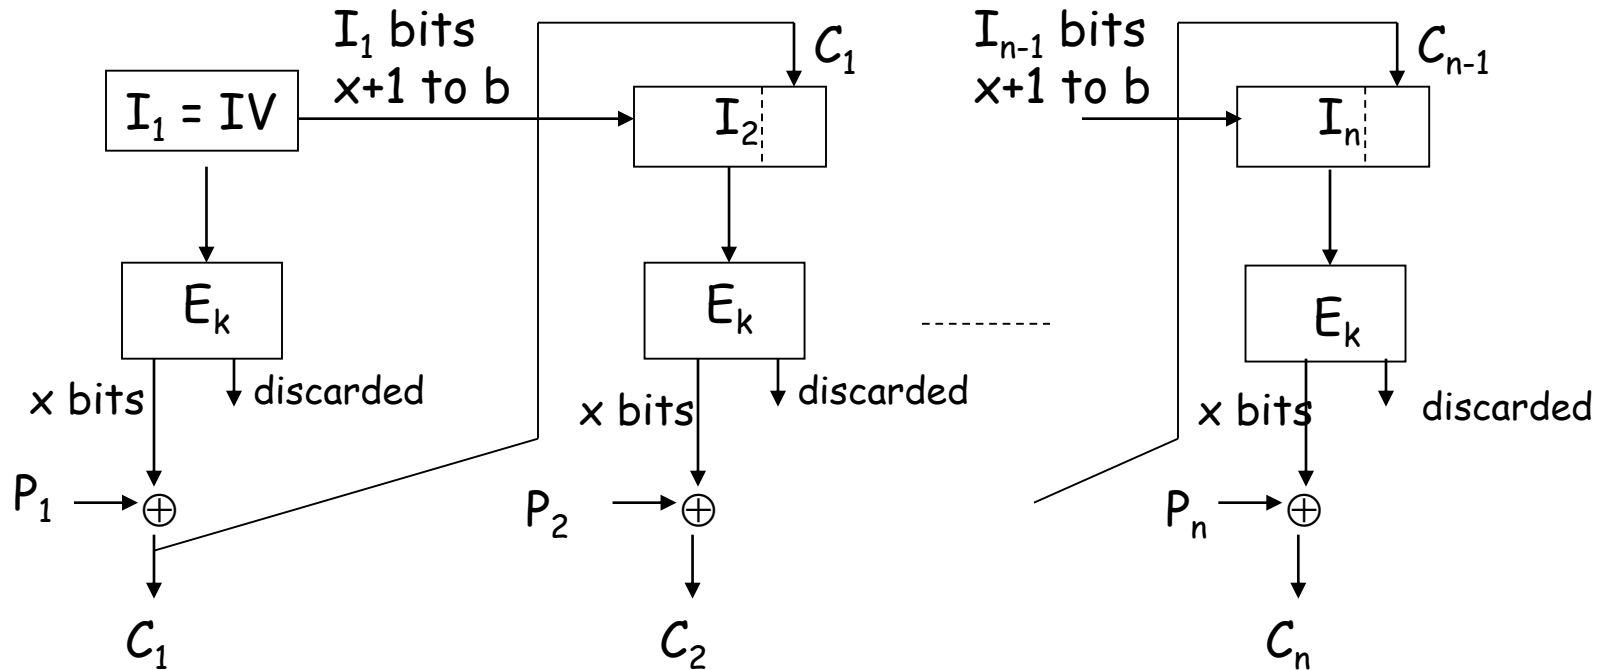 I₁ bits
x+1 to b
C₁
Iₙ₋₁ bits
x+1 to b
Cₙ₋₁
I₁ = IV
I₂
Iₙ
Eₖ
Eₖ
Eₖ
x bits
discarded
x bits
discarded
x bits
discarded
P₁
P₂
Pₙ
C₁
C₂
Cₙ